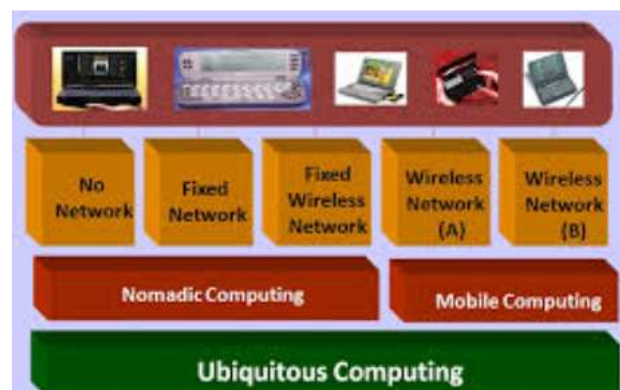 No
Network
Fixed
Network
Fixed
Wireless
Network
Wireless
Network
(A)
Wireless
Network
(B)
Nomadic Computing
Mobile Computing
Ubiquitous Computing